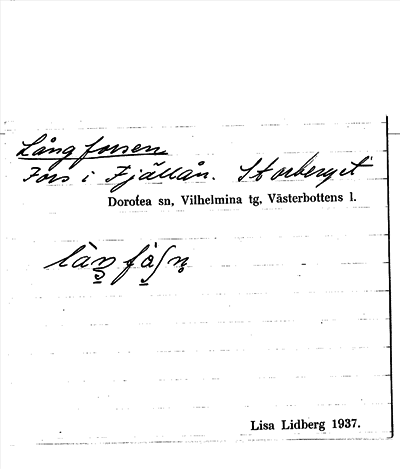 Långforsen
Fors i Fjällån. Storberget
Dorotea sn, Vilhelmina tg, Västerbottens l.
Lisa Lidberg 1937.